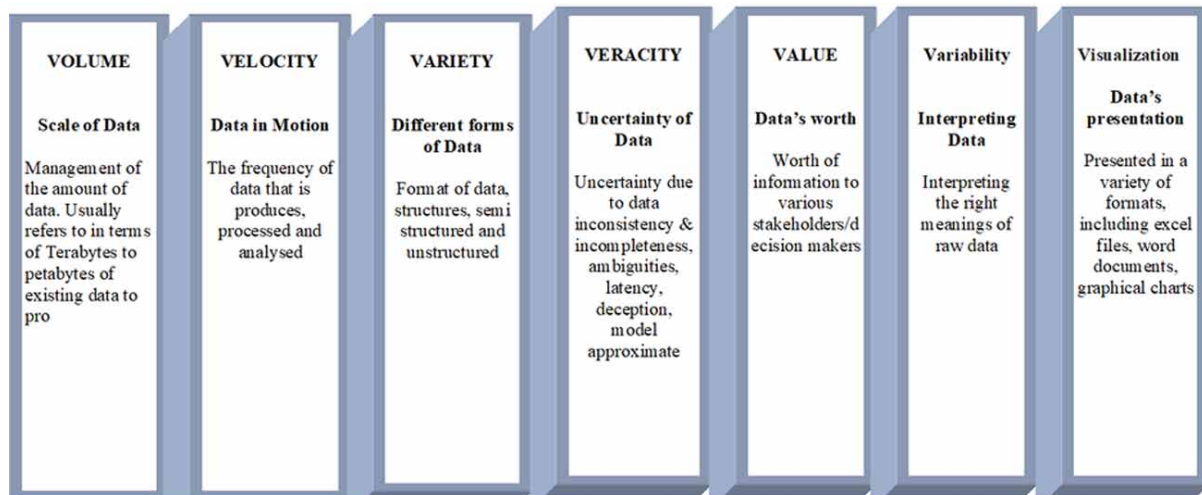 VOLUME
Scale of Data
Management of
the amount of
data. Usually
refers to in terms
of Terabytes to
petabytes of
existing data to
pro
VELOCITY
Data in Motion
The frequency of
data that is
produces,
processed and
analysed
VARIETY
Different forms
of Data
Format of data,
structures, semi
structured and
unstructured
VERACITY
Uncertainty of
Data
Uncertainty due
to data
inconsistency &
incompleteness,
ambiguities,
latency,
deception,
model
approximate
VALUE
Data's worth
Worth of
information to
various
stakeholders/d
ecision makers
Variability
Interpreting
Data
Interpreting
the right
meanings of
raw data
Visualization
Data's
presentation
Presented in a
variety of
formats,
including excel
files, word
documents,
graphical charts